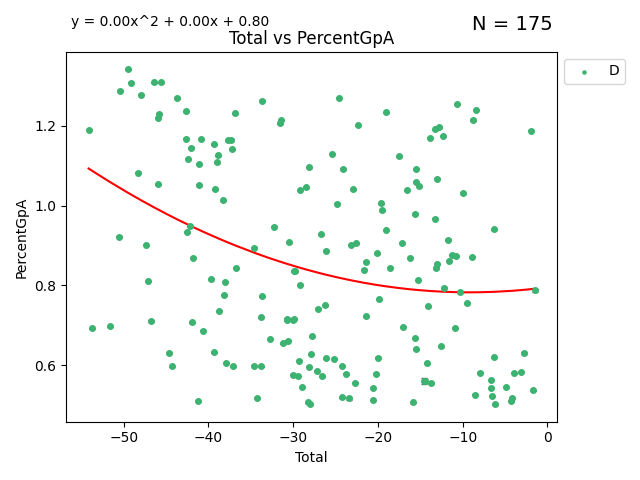 y = 0.00x^2 + 0.00x + 0.80
N = 175
Total vs PercentGpA
D
PercentGpA
1.2
1.0
0.8
0.6
−50
−40
−30
−20
−10
0
Total